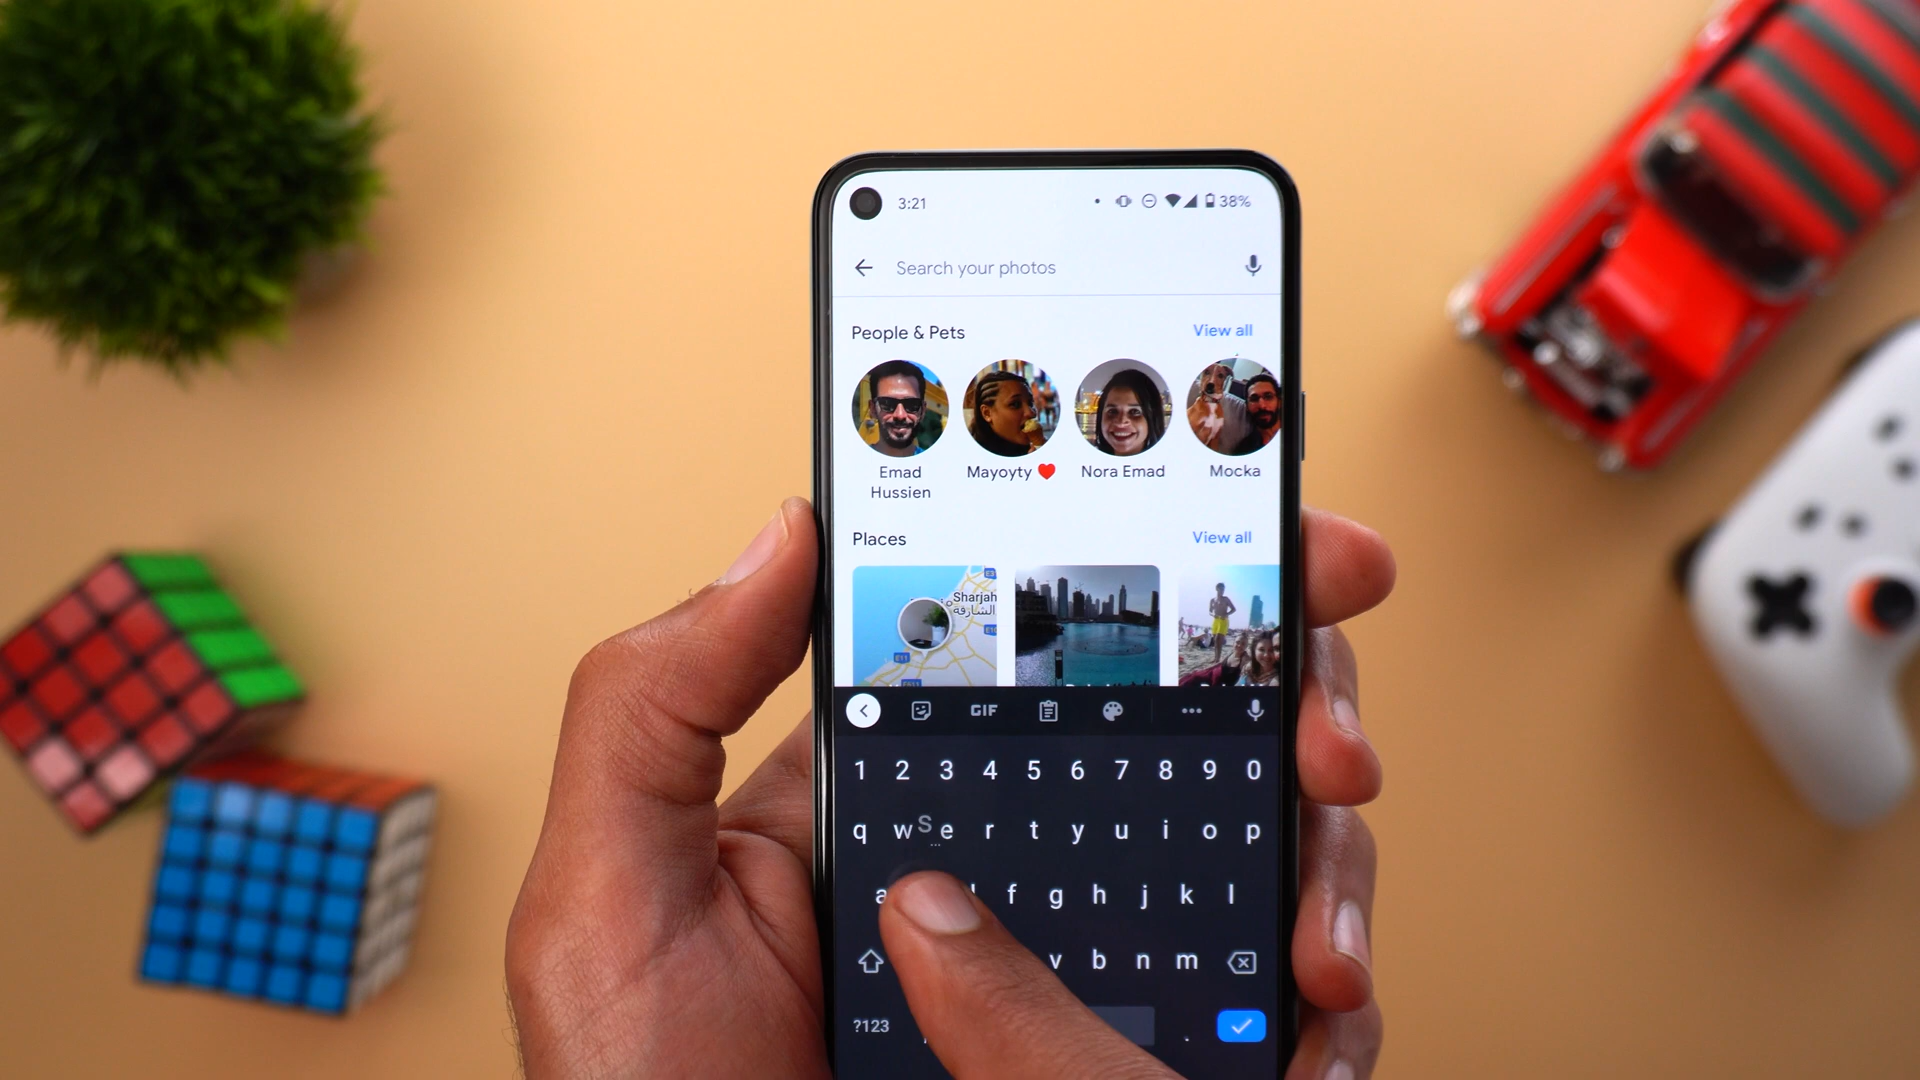 3:21 38%
Search your photos
People & Pets View all
Emad
Hussien
Mayoyty ❤️
Nora Emad
Mocka
Places View all
Sharjah
الشارقة
E11
GIF
1 2 3 4 5 6 7 8 9 0
S
q w e r t y u i o p
a f g h j k l
v b n m
?123 .